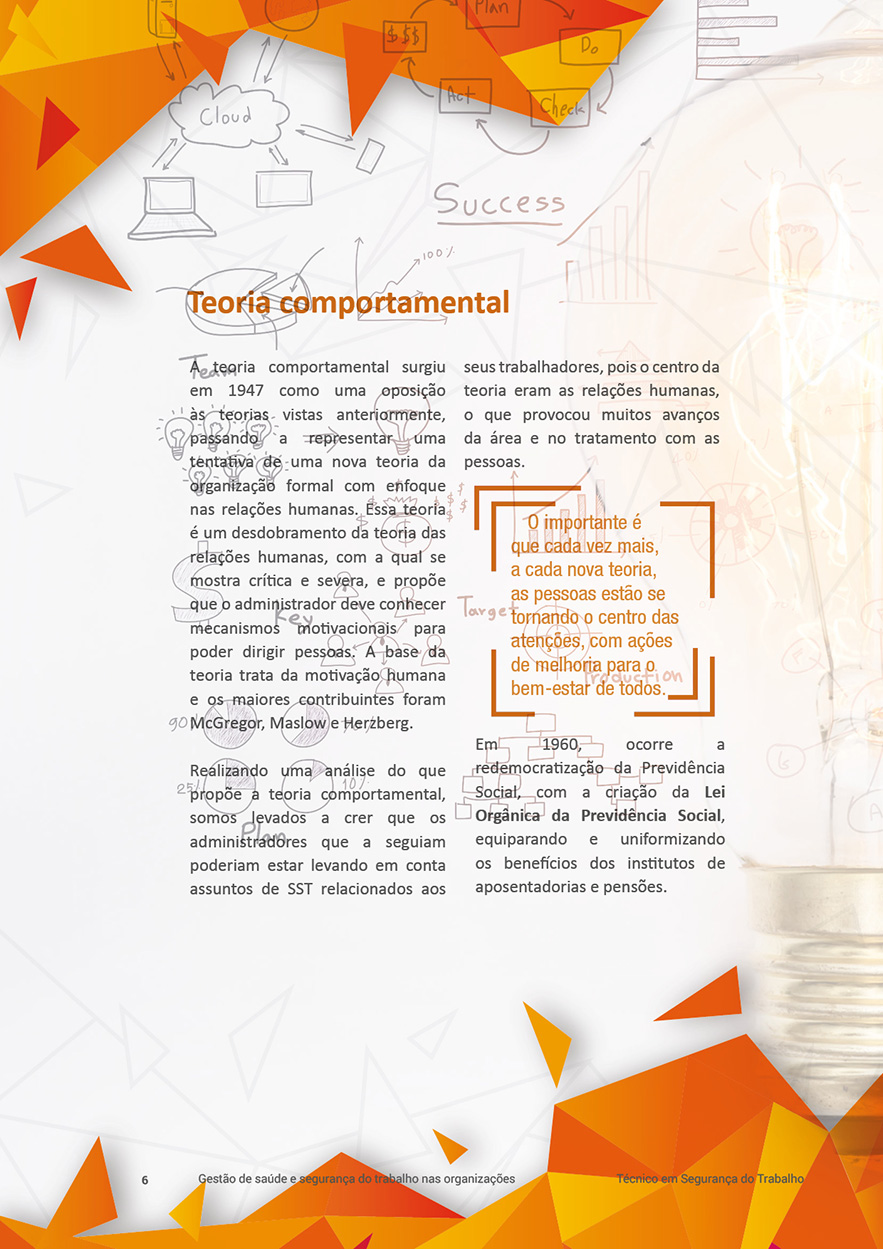 Plan
$$$
Do
Act
Check
Cloud
Success
100%
Teoria comportamental
Team
A teoria comportamental surgiu
em 1947 como uma oposição
às teorias vistas anteriormente,
passando a representar uma
tentativa de uma nova teoria da
organização formal com enfoque
nas relações humanas. Essa teoria
é um desdobramento da teoria das
relações humanas, com a qual se
mostra crítica e severa, e propõe
que o administrador deve conhecer
mecanismos motivacionais para
poder dirigir pessoas. A base da
teoria trata da motivação humana
e os maiores contribuintes foram
McGregor, Maslow e Herzberg.
Realizando uma análise do que
propõe a teoria comportamental,
somos levados a crer que os
administradores que a seguiam
poderiam estar levando em conta
assuntos de SST relacionados aos
$
Key
90%
25%
10%
Plan
seus trabalhadores, pois o centro da
teoria eram as relações humanas,
o que provocou muitos avanços
da área e no tratamento com as
pessoas.
O importante é
que cada vez mais,
a cada nova teoria,
as pessoas estão se
tornando o centro das
atenções, com ações
de melhoria para o
bem-estar de todos.
Target
Production
Em 1960, ocorre a
redemocratização da Previdência
Social, com a criação da Lei
Orgânica da Previdência Social,
equiparando e uniformizando
os benefícios dos institutos de
aposentadorias e pensões.
6
Gestão de saúde e segurança do trabalho nas organizações
Técnico em Segurança do Trabalho